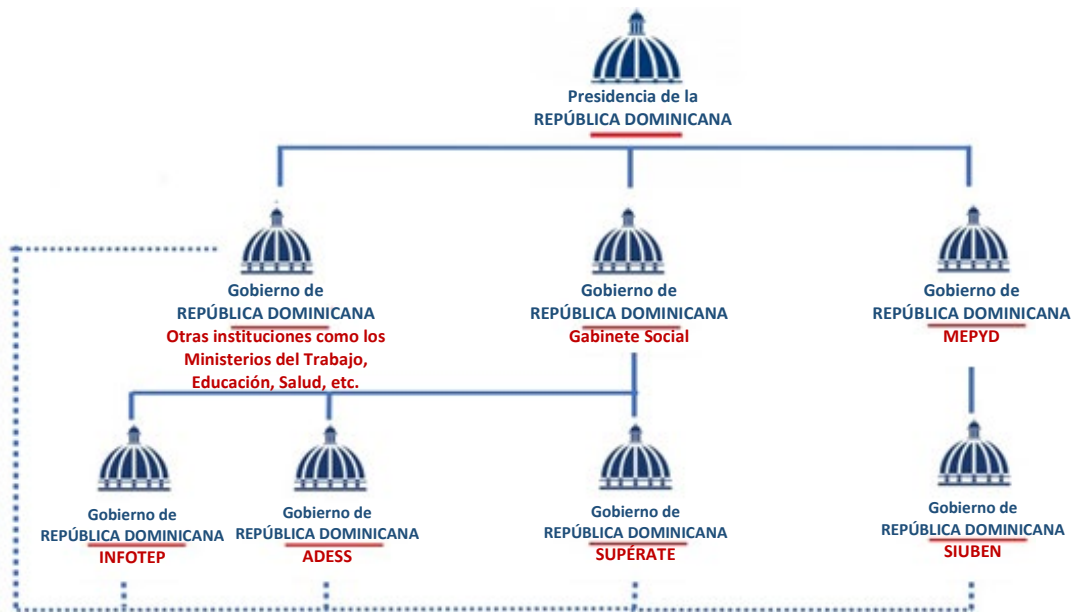 Presidencia de la
REPÚBLICA DOMINICANA
Gobierno de
REPÚBLICA DOMINICANA
Otras instituciones como los
Ministerios del Trabajo,
Educación, Salud, etc.
Gobierno de
REPÚBLICA DOMINICANA
Gabinete Social
Gobierno de
REPÚBLICA DOMINICANA
MEPYD
Gobierno de
REPÚBLICA DOMINICANA
INFOTEP
Gobierno de
REPÚBLICA DOMINICANA
ADESS
Gobierno de
REPÚBLICA DOMINICANA
SUPÉRATE
Gobierno de
REPÚBLICA DOMINICANA
SIUBEN